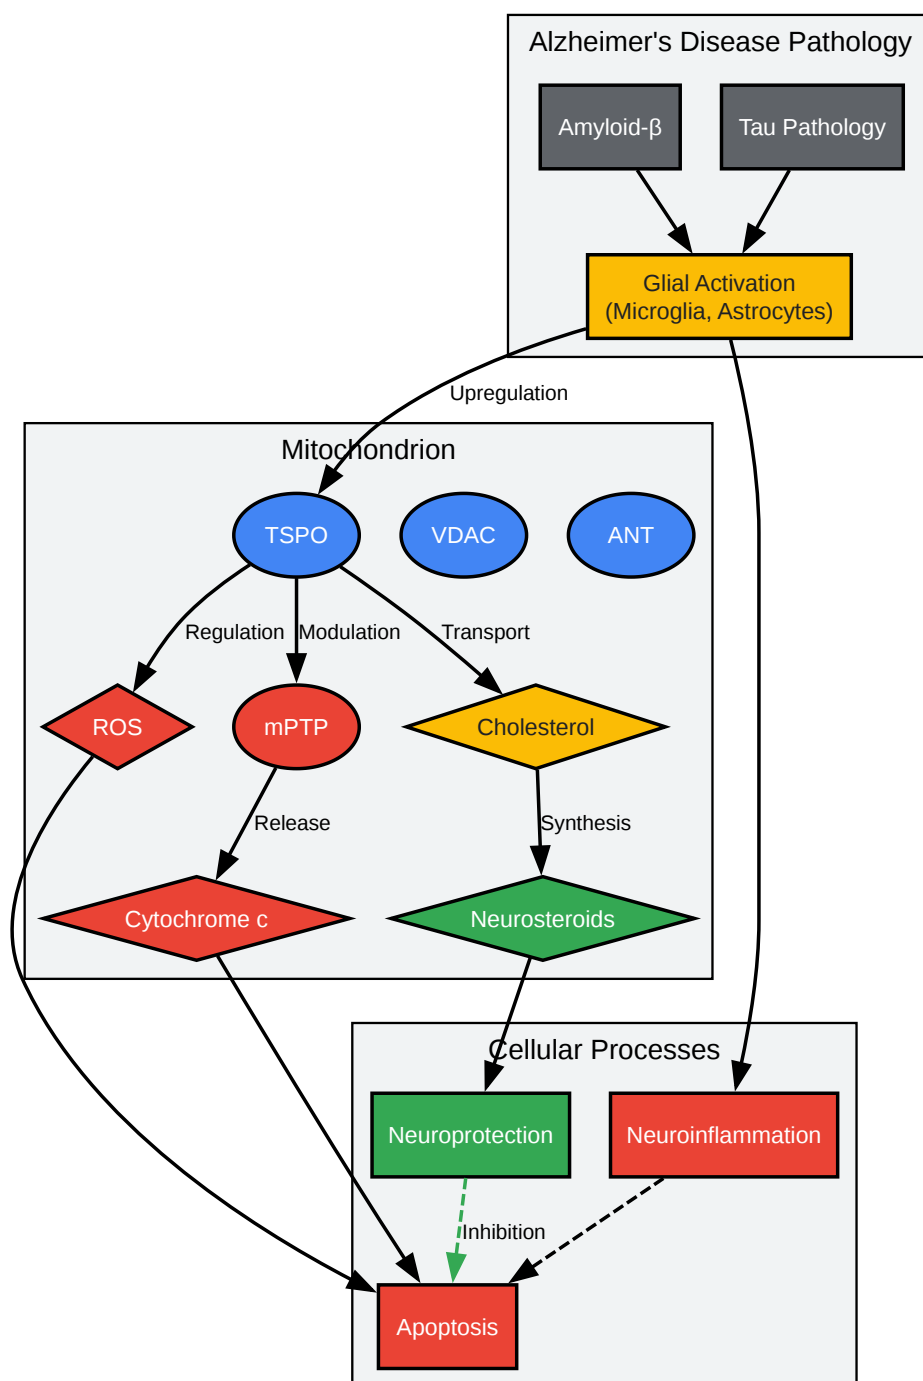 Alzheimer's Disease Pathology
Amyloid-β
Tau Pathology
Glial Activation
(Microglia, Astrocytes)
Upregulation
Mitochondrion
TSPO
VDAC
ANT
Regulation
Modulation
Transport
ROS
mPTP
Cholesterol
Release
Synthesis
Cytochrome c
Neurosteroids
Cellular Processes
Neuroprotection
Neuroinflammation
Inhibition
Apoptosis